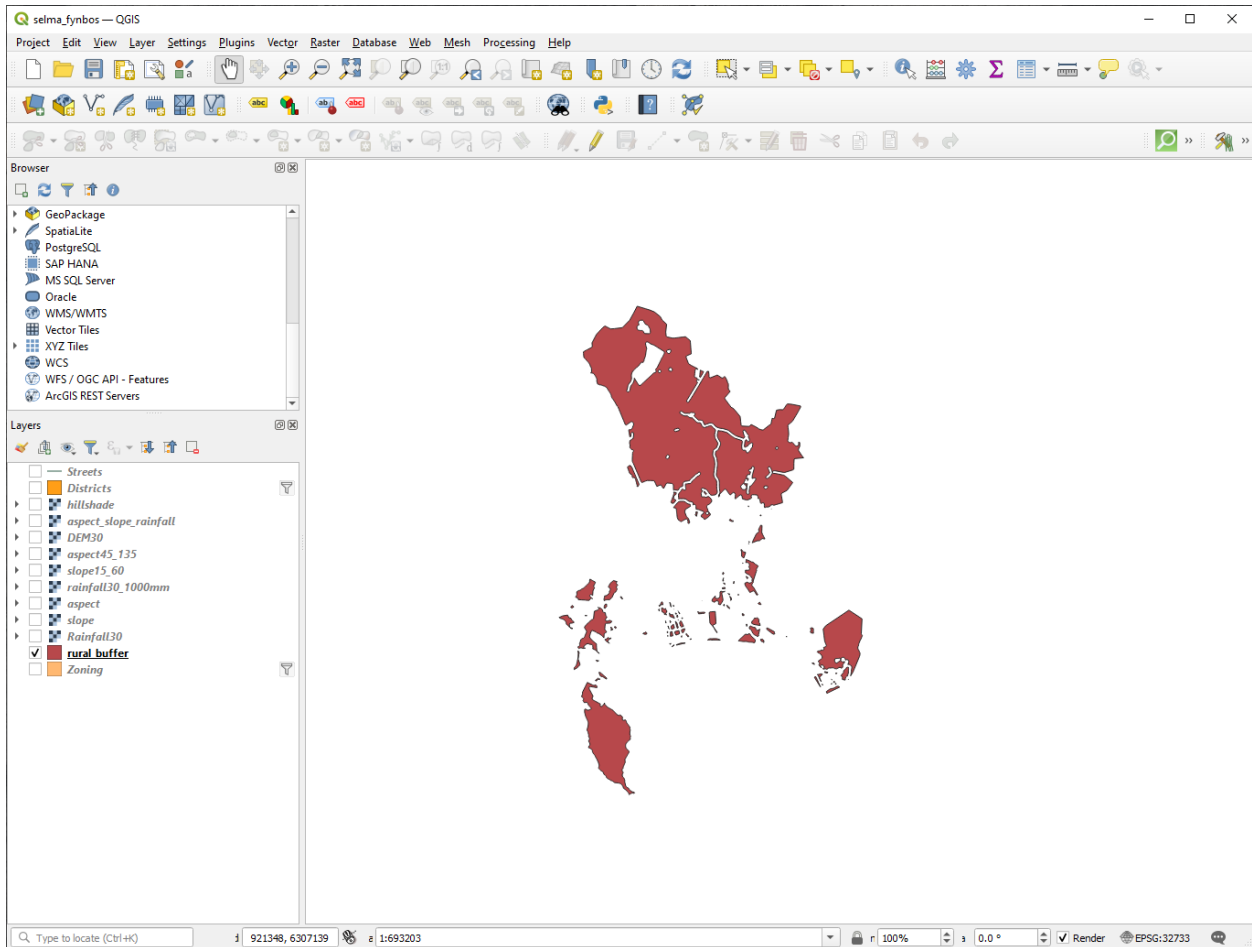 selma_fynbos — QGIS
Project Edit View Layer Settings Plugins Vector Raster Database Web Mesh Processing Help
Browser
GeoPackage
SpatiaLite
PostgreSQL
SAP HANA
MS SQL Server
Oracle
WMS/WMTS
Vector Tiles
XYZ Tiles
WCS
WFS / OGC API - Features
ArcGIS REST Servers
Layers
Streets
Districts
hillshade
aspect_slope_rainfall
DEM30
aspect45_135
slope15_60
rainfall30_1000mm
aspect
slope
Rainfall30
rural_buffer
Zoning
Type to locate (Ctrl+K) 921348, 6307139 1:693203 100% 0.0 ° Render EPSG:32733